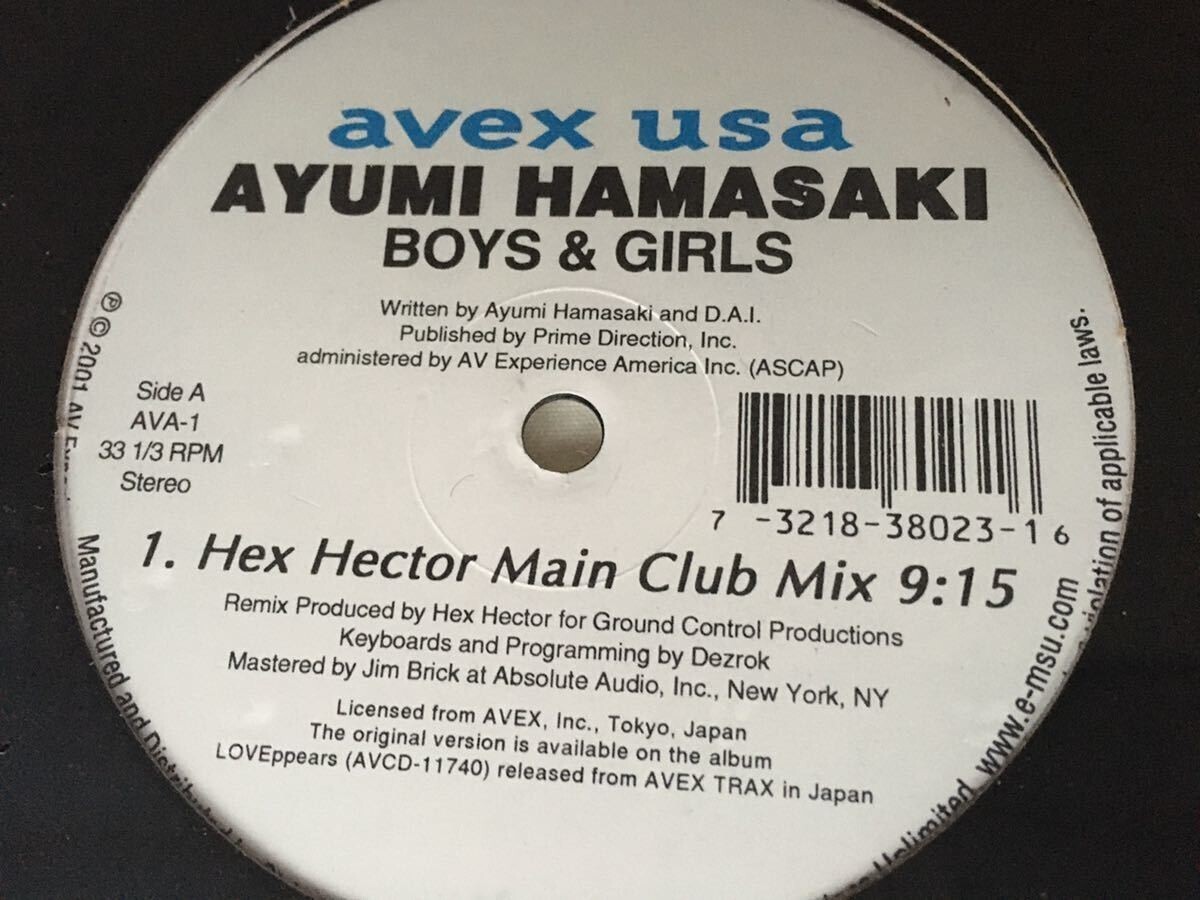 avex usa
AYUMI HAMASAKI
BOYS & GIRLS
Written by Ayumi Hamasaki and D.A.I.
Published by Prime Direction, Inc.
administered by AV Experience America Inc. (ASCAP)
Side A
AVA-1
33 1/3 RPM
Stereo
7 -3218-38023-1 6
1. Hex Hector Main Club Mix 9:15
Remix Produced by Hex Hector for Ground Control Productions
Keyboards and Programming by Dezrok
Mastered by Jim Brick at Absolute Audio, Inc., New York, NY
Licensed from AVEX, Inc., Tokyo, Japan
The original version is available on the album
LOVEppears (AVCD-11740) released from AVEX TRAX in Japan
℗ © 2001 AV
Manufactured and Distributed
Unlimited www.e-msu.com
violation of applicable laws.